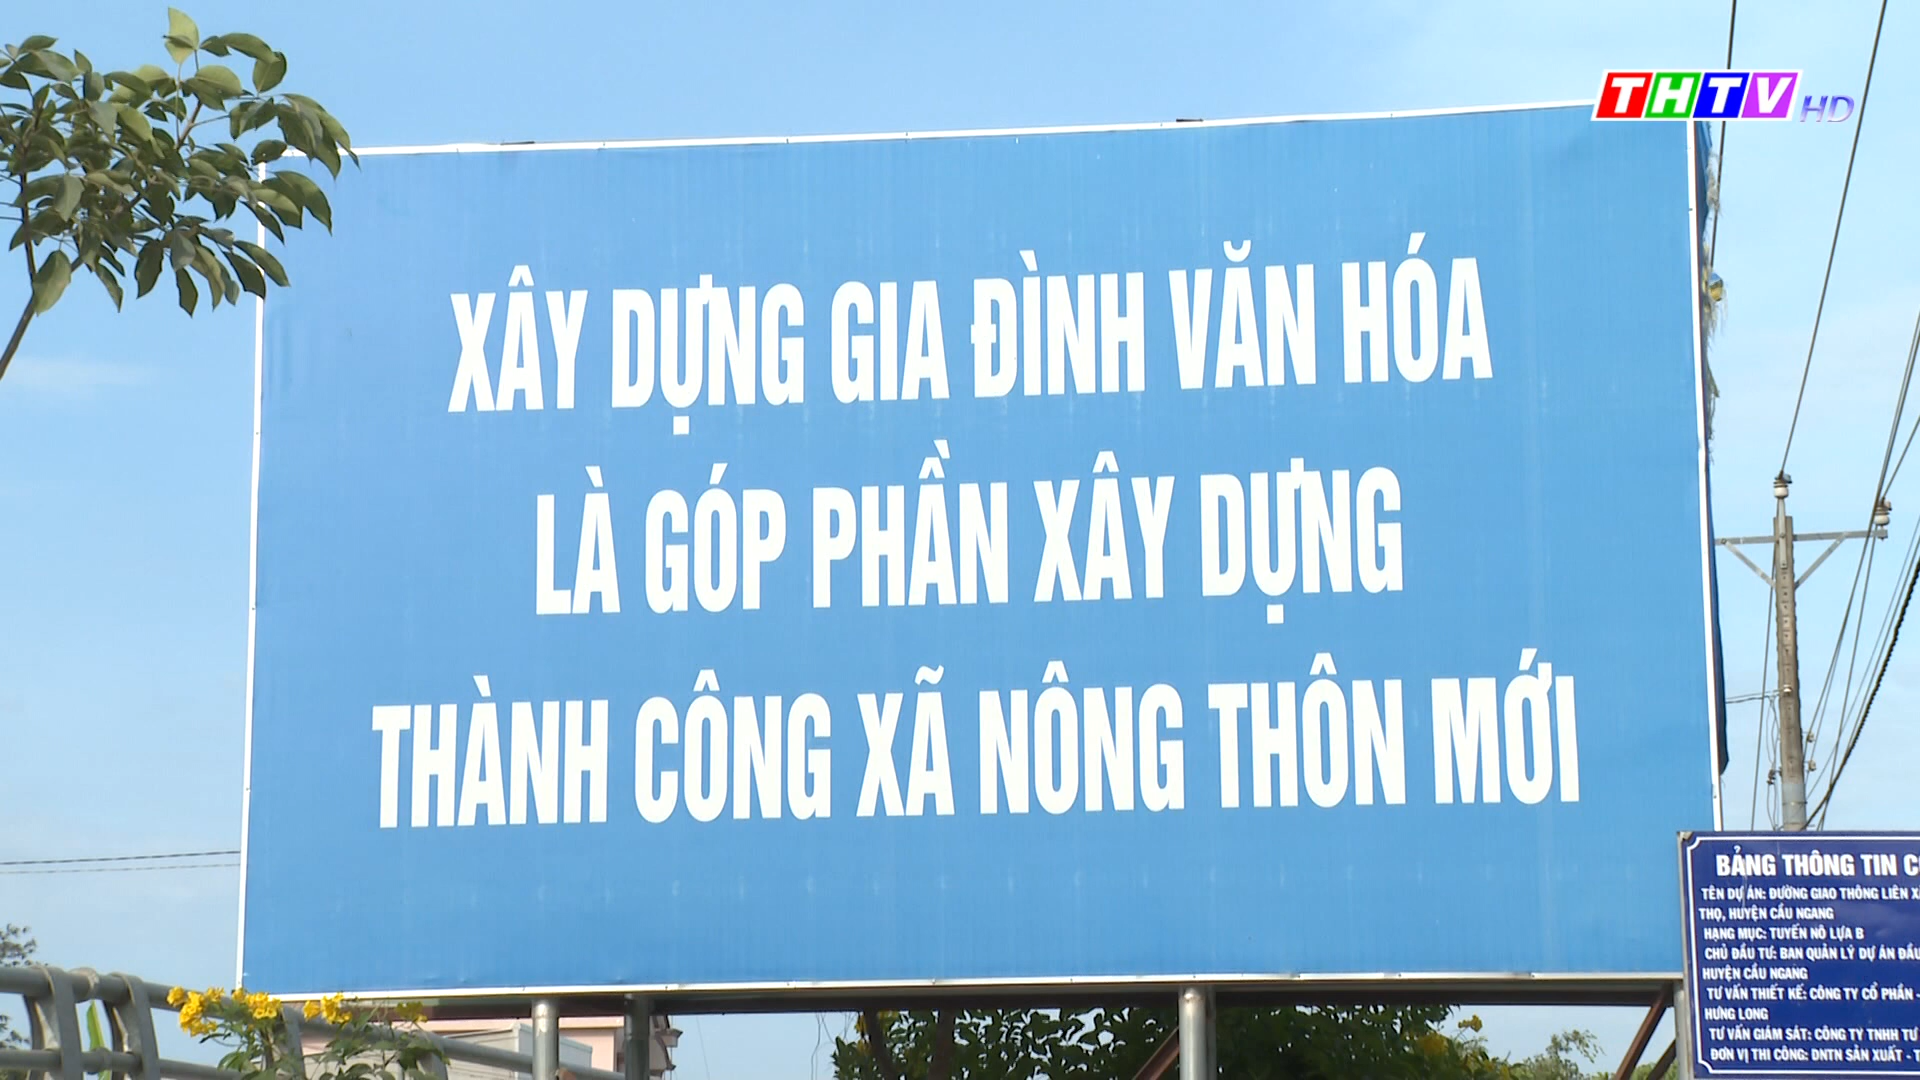 THTV HD
XÂY DỰNG GIA ĐÌNH VĂN HÓA
LÀ GÓP PHẦN XÂY DỰNG
THÀNH CÔNG XÃ NÔNG THÔN MỚI
BẢNG THÔNG TIN
TÊN DỰ ÁN: ĐƯỜNG GIAO THÔNG LIÊN
THỌ, HUYỆN CẦU NGANG
HẠNG MỤC: TUYẾN NÔ LỰA B
CHỦ ĐẦU TƯ: BAN QUẢN LÝ DỰ ÁN ĐẦU
HUYỆN CẦU NGANG
TƯ VẤN THIẾT KẾ: CÔNG TY CỔ PHẦN -
HƯNG LONG
TƯ VẤN GIÁM SÁT: CÔNG TY TNHH TƯ
ĐƠN VỊ THI CÔNG: DNTN SẢN XUẤT -